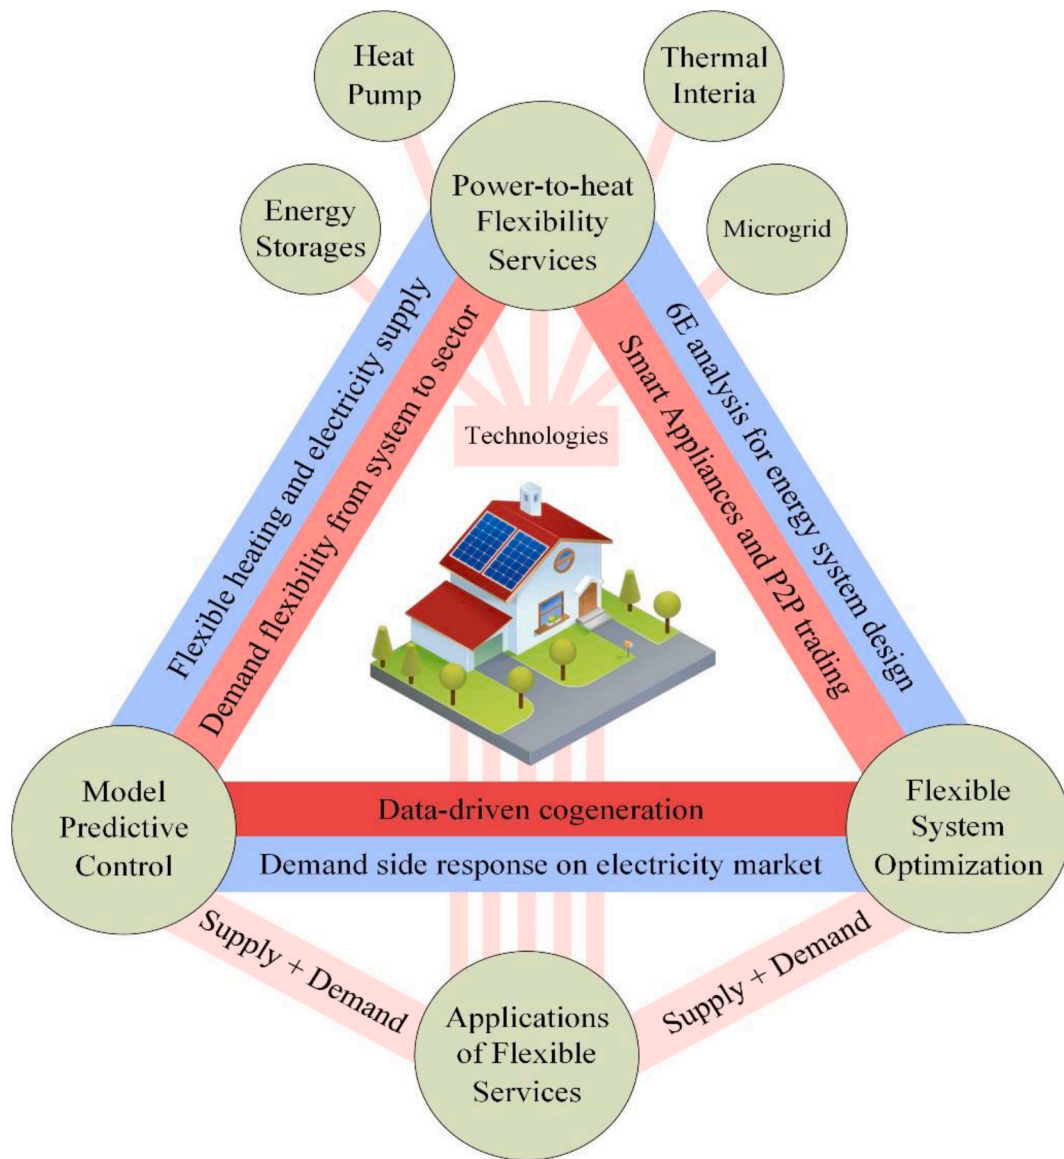 Heat
Pump
Thermal
Interia
Energy
Storages
Power-to-heat
Flexibility
Services
Microgrid
Flexible heating and electricity supply
Demand flexibility from system to sector
6E analysis for energy system design
Smart Appliances and P2P trading
Technologies
Model
Predictive
Control
Data-driven cogeneration
Demand side response on electricity market
Flexible
System
Optimization
Supply + Demand
Supply + Demand
Applications
of Flexible
Services